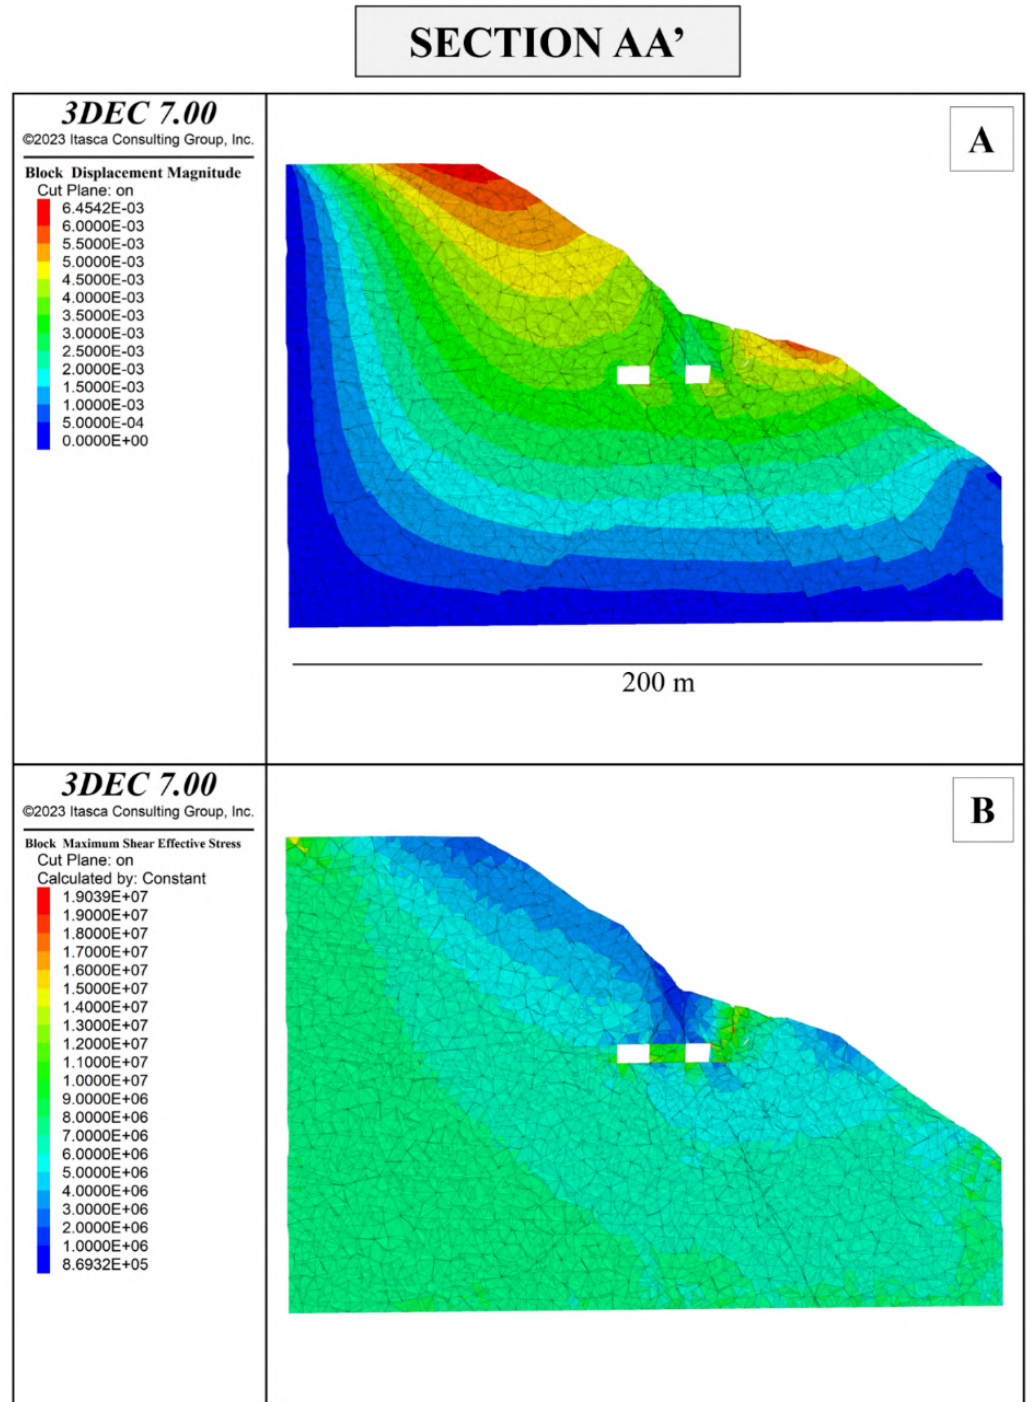 SECTION AA’
3DEC 7.00
©2023 Itasca Consulting Group, Inc.
Block Displacement Magnitude
Cut Plane: on
6.4542E-03
6.0000E-03
5.5000E-03
5.0000E-03
4.5000E-03
4.0000E-03
3.5000E-03
3.0000E-03
2.5000E-03
2.0000E-03
1.5000E-03
1.0000E-03
5.0000E-04
0.0000E+00
A
200 m
3DEC 7.00
©2023 Itasca Consulting Group, Inc.
Block Maximum Shear Effective Stress
Cut Plane: on
Calculated by: Constant
1.9039E+07
1.9000E+07
1.8000E+07
1.7000E+07
1.6000E+07
1.5000E+07
1.4000E+07
1.3000E+07
1.2000E+07
1.1000E+07
1.0000E+07
9.0000E+06
8.0000E+06
7.0000E+06
6.0000E+06
5.0000E+06
4.0000E+06
3.0000E+06
2.0000E+06
1.0000E+06
8.6932E+05
B